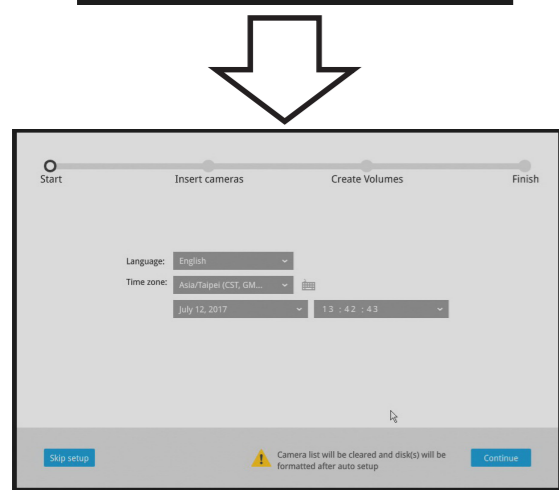 Start Insert cameras Create Volumes Finish
Language: English
Time zone: Asia/Taipei (CST, GM...
July 12, 2017 13 : 42 : 43
Skip setup
Camera list will be cleared and disk(s) will be
formatted after auto setup
Continue